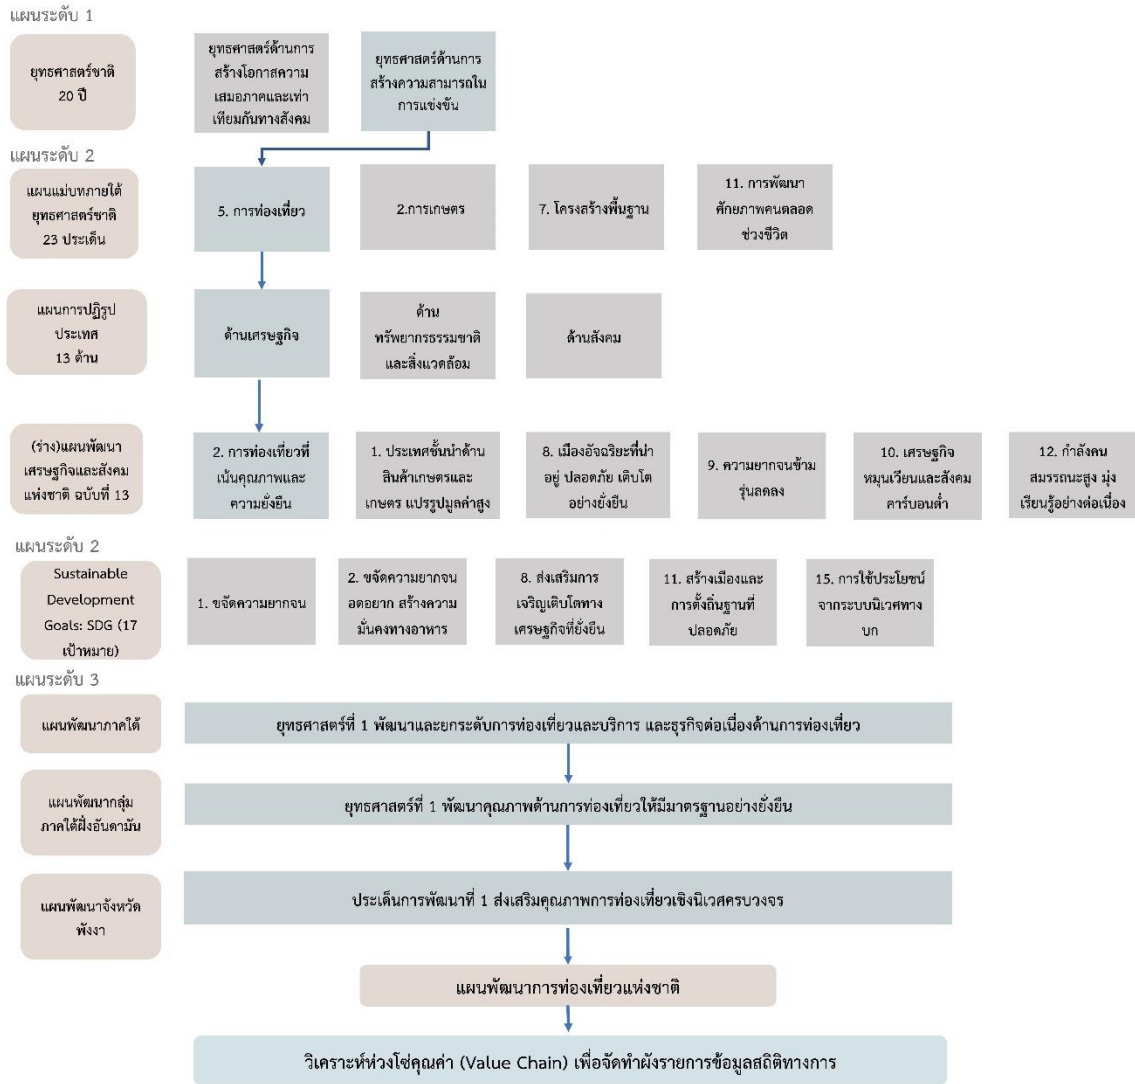 แผนระดับ 1
ยุทธศาสตร์ชาติ
20 ปี
ยุทธศาสตร์ด้านการ
สร้างโอกาสความ
เสมอภาคและเท่า
เทียมกันทางสังคม
ยุทธศาสตร์ด้านการ
สร้างความสามารถใน
การแข่งขัน
แผนระดับ 2
แผนแม่บทภายใต้
ยุทธศาสตร์ชาติ
23 ประเด็น
5. การท่องเที่ยว
2.การเกษตร
7. โครงสร้างพื้นฐาน
11. การพัฒนา
ศักยภาพคนตลอด
ช่วงชีวิต
แผนการปฏิรูป
ประเทศ
13 ด้าน
ด้านเศรษฐกิจ
ด้าน
ทรัพยากรธรรมชาติ
และสิ่งแวดล้อม
ด้านสังคม
(ร่าง)แผนพัฒนา
เศรษฐกิจและสังคม
แห่งชาติ ฉบับที่ 13
2. การท่องเที่ยวที่
เน้นคุณภาพและ
ความยั่งยืน
1. ประเทศชั้นนำด้าน
สินค้าเกษตรและ
เกษตร แปรรูปมูลค่าสูง
8. เมืองอัจฉริยะที่น่า
อยู่ ปลอดภัย เติบโต
อย่างยั่งยืน
9. ความยากจนข้าม
รุ่นลดลง
10. เศรษฐกิจ
หมุนเวียนและสังคม
คาร์บอนต่ำ
12. กำลังคน
สมรรถนะสูง มุ่ง
เรียนรู้อย่างต่อเนื่อง
แผนระดับ 2
Sustainable
Development
Goals: SDG (17
เป้าหมาย)
1. ขจัดความยากจน
2. ขจัดความยากจน
อดอยาก สร้างความ
มั่นคงทางอาหาร
8. ส่งเสริมการ
เจริญเติบโตทาง
เศรษฐกิจที่ยั่งยืน
11. สร้างเมืองและ
การตั้งถิ่นฐานที่
ปลอดภัย
15. การใช้ประโยชน์
จากระบบนิเวศทาง
บก
แผนระดับ 3
แผนพัฒนาภาคใต้
ยุทธศาสตร์ที่ 1 พัฒนาและยกระดับการท่องเที่ยวและบริการ และธุรกิจต่อเนื่องด้านการท่องเที่ยว
แผนพัฒนากลุ่ม
ภาคใต้ฝั่งอันดามัน
ยุทธศาสตร์ที่ 1 พัฒนาคุณภาพด้านการท่องเที่ยวให้มีมาตรฐานอย่างยั่งยืน
แผนพัฒนาจังหวัด
พังงา
ประเด็นการพัฒนาที่ 1 ส่งเสริมคุณภาพการท่องเที่ยวเชิงนิเวศครบวงจร
แผนพัฒนาการท่องเที่ยวแห่งชาติ
วิเคราะห์ห่วงโซ่คุณค่า (Value Chain) เพื่อจัดทำผังรายการข้อมูลสถิติทางการ